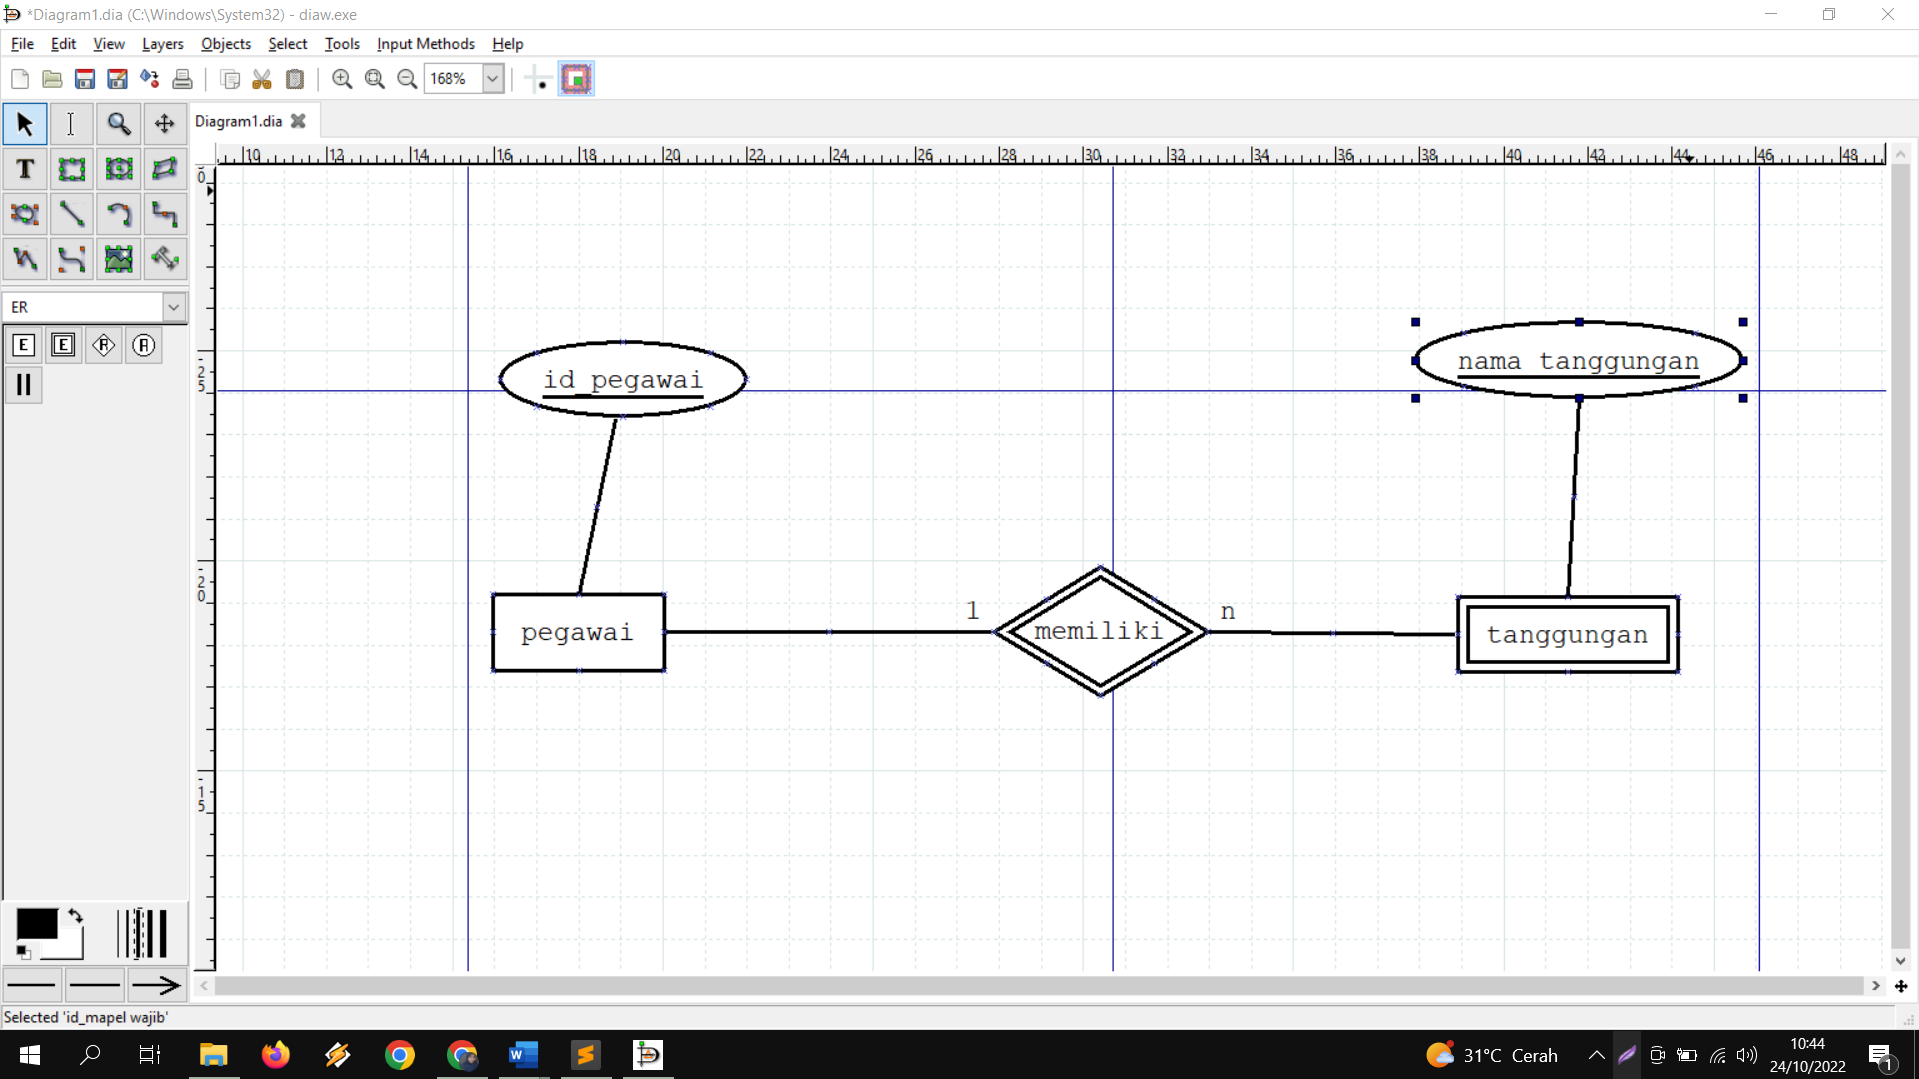 *Diagram1.dia (C:\Windows\System32) - diaw.exe
File Edit View Layers Objects Select Tools Input Methods Help
168%
Diagram1.dia
10 12 14 16 18 20 22 24 26 28 30 32 34 36 38 40 42 44 46 48
0
-25
-20
-15
T
ER
E E R A
id_pegawai
nama tanggungan
1
n
pegawai
memiliki
tanggungan
Selected 'id_mapel wajib'
31°C Cerah
10:44
24/10/2022
1